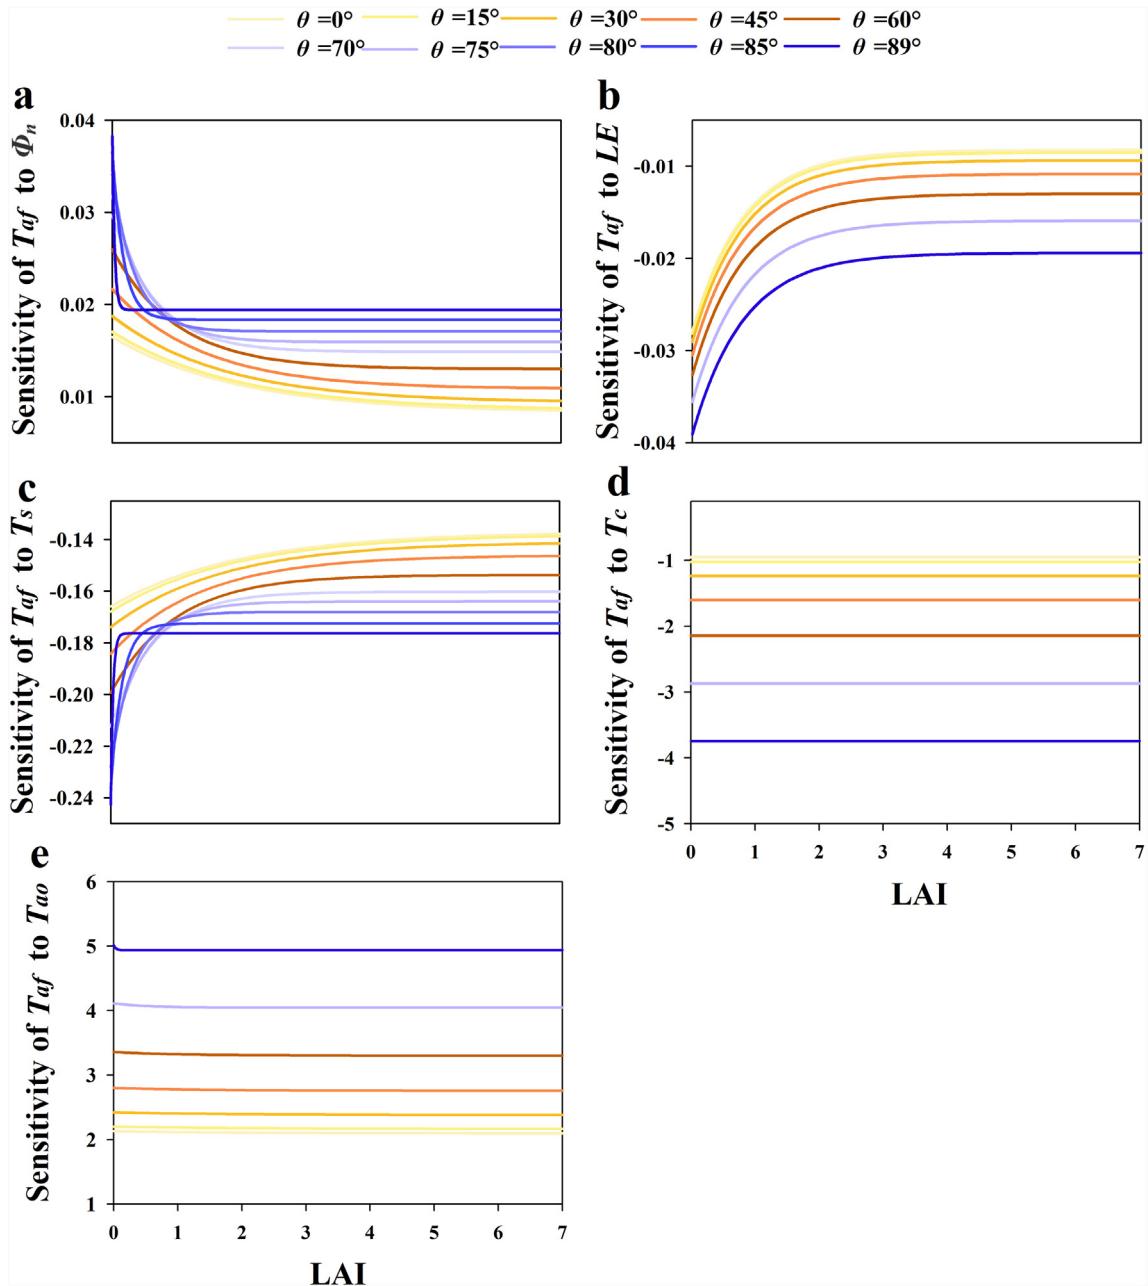 θ =0° θ =15° θ =30° θ =45° θ =60°
θ =70° θ =75° θ =80° θ =85° θ =89°
a
Sensitivity of Taf to Φn
0.04
0.03
0.02
0.01
b
Sensitivity of Taf to LE
-0.01
-0.02
-0.03
-0.04
c
Sensitivity of Taf to Ts
-0.14
-0.16
-0.18
-0.20
-0.22
-0.24
d
Sensitivity of Taf to Tc
-1
-2
-3
-4
-5
0 1 2 3 4 5 6 7
LAI
e
Sensitivity of Taf to Tao
6
5
4
3
2
1
0 1 2 3 4 5 6 7
LAI